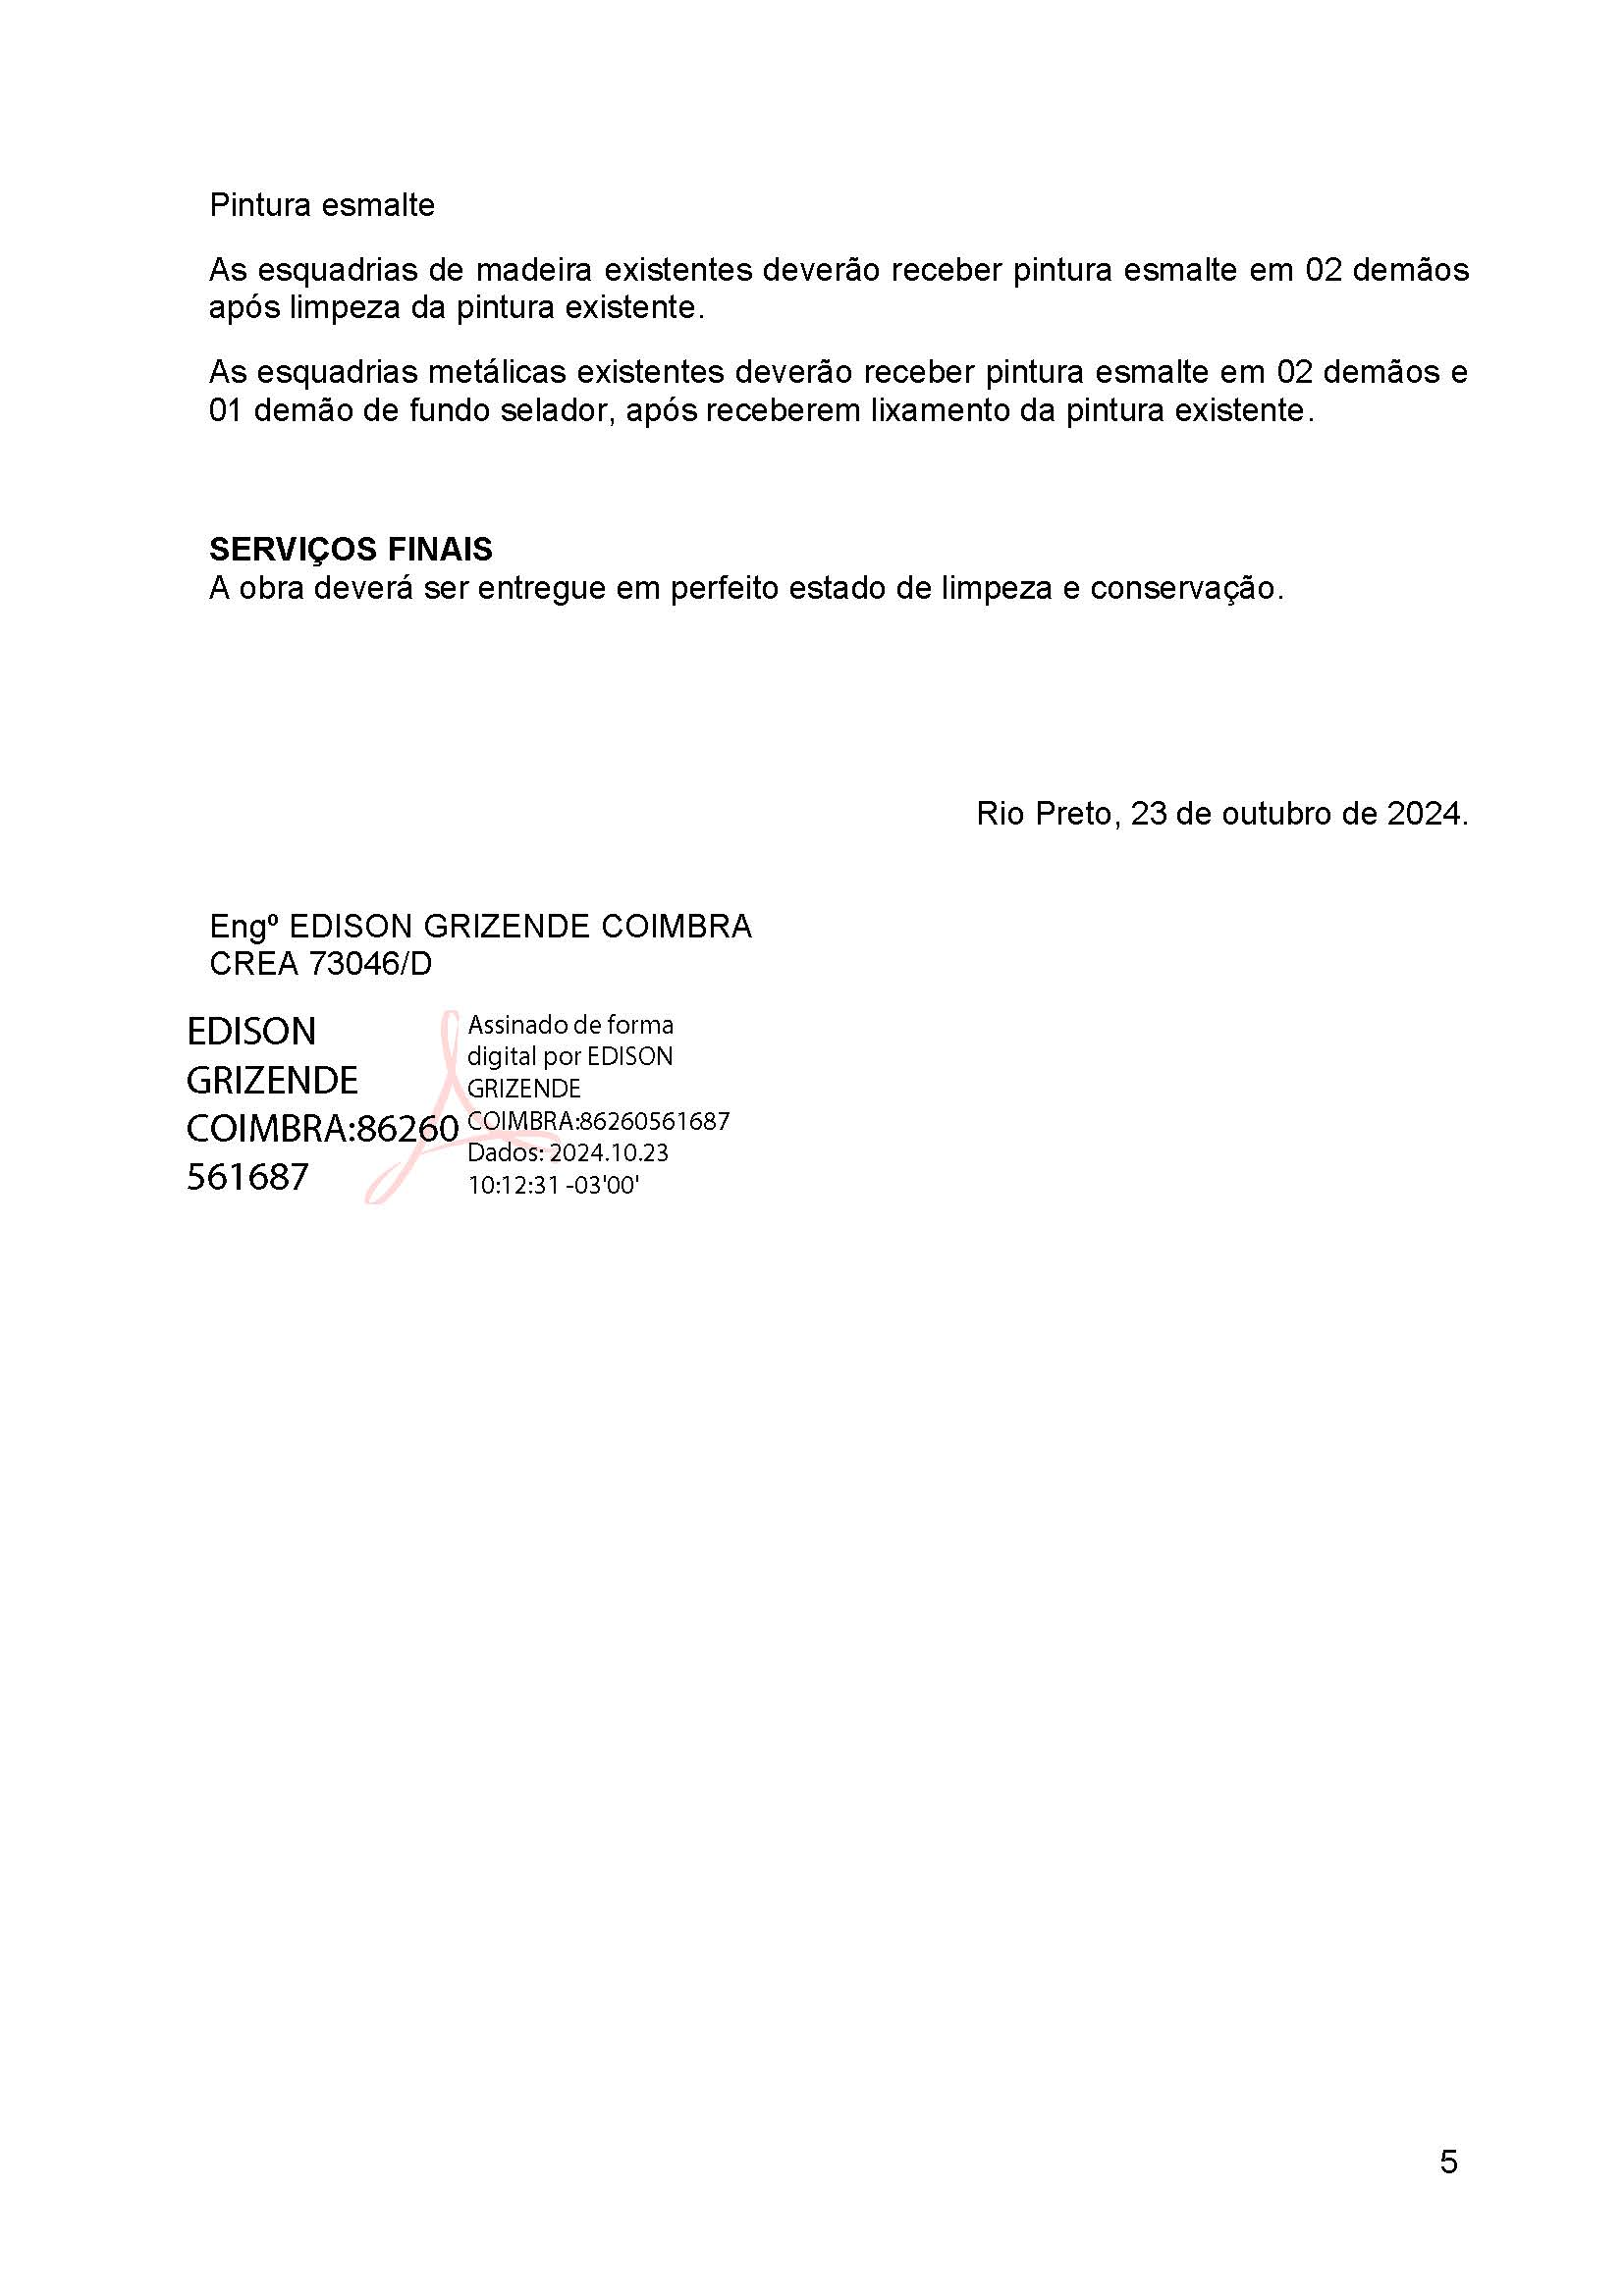 Pintura esmalte
As esquadrias de madeira existentes deverão receber pintura esmalte em 02 demãos
após limpeza da pintura existente.
As esquadrias metálicas existentes deverão receber pintura esmalte em 02 demãos e
01 demão de fundo selador, após receberem lixamento da pintura existente.
SERVIÇOS FINAIS
A obra deverá ser entregue em perfeito estado de limpeza e conservação.
Rio Preto, 23 de outubro de 2024.
Engº EDISON GRIZENDE COIMBRA
CREA 73046/D
EDISON
GRIZENDE
COIMBRA:86260
561687
Assinado de forma
digital por EDISON
GRIZENDE
COIMBRA:86260561687
Dados: 2024.10.23
10:12:31 -03'00'
5